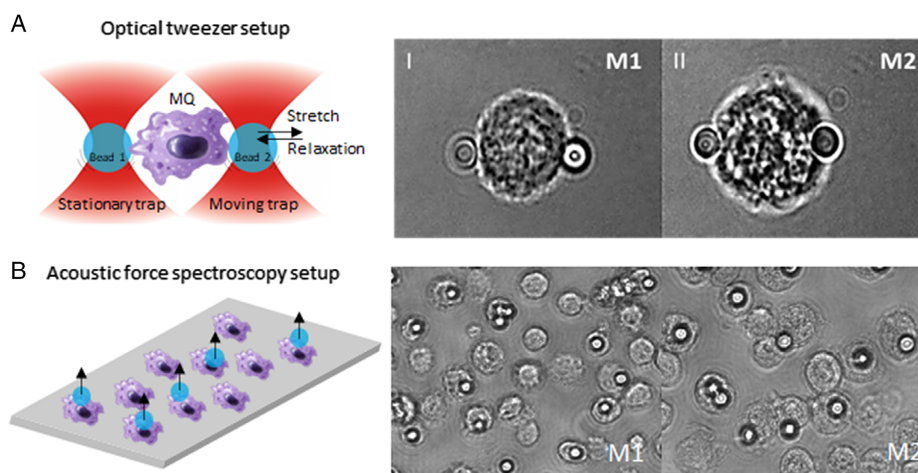 A
Optical tweezer setup
MQ
Stretch
Relaxation
Bead 1
Bead 2
Stationary trap
Moving trap
I
M1
II
M2
B
Acoustic force spectroscopy setup
M1
M2